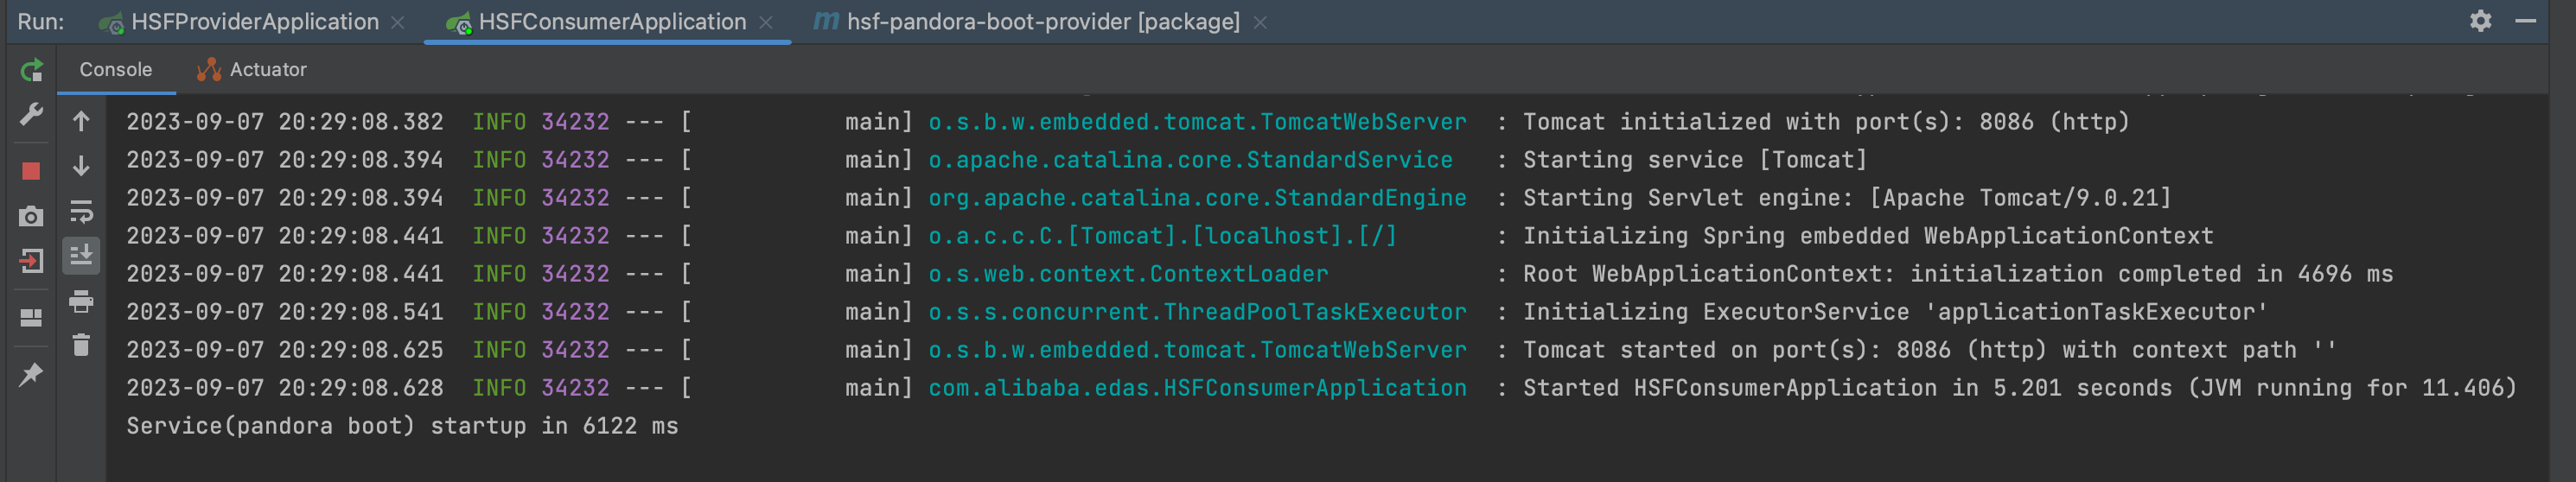 Run: HSFProviderApplication HSFConsumerApplication m hsf-pandora-boot-provider [package]
Console Actuator
2023-09-07 20:29:08.382  INFO 34232 --- [           main] o.s.b.w.embedded.tomcat.TomcatWebServer  : Tomcat initialized with port(s): 8086 (http)
2023-09-07 20:29:08.394  INFO 34232 --- [           main] o.apache.catalina.core.StandardService   : Starting service [Tomcat]
2023-09-07 20:29:08.394  INFO 34232 --- [           main] org.apache.catalina.core.StandardEngine  : Starting Servlet engine: [Apache Tomcat/9.0.21]
2023-09-07 20:29:08.441  INFO 34232 --- [           main] o.a.c.c.C.[Tomcat].[localhost].[/]       : Initializing Spring embedded WebApplicationContext
2023-09-07 20:29:08.441  INFO 34232 --- [           main] o.s.web.context.ContextLoader            : Root WebApplicationContext: initialization completed in 4696 ms
2023-09-07 20:29:08.541  INFO 34232 --- [           main] o.s.s.concurrent.ThreadPoolTaskExecutor  : Initializing ExecutorService 'applicationTaskExecutor'
2023-09-07 20:29:08.625  INFO 34232 --- [           main] o.s.b.w.embedded.tomcat.TomcatWebServer  : Tomcat started on port(s): 8086 (http) with context path ''
2023-09-07 20:29:08.628  INFO 34232 --- [           main] com.alibaba.edas.HSFConsumerApplication  : Started HSFConsumerApplication in 5.201 seconds (JVM running for 11.406)
Service(pandora boot) startup in 6122 ms